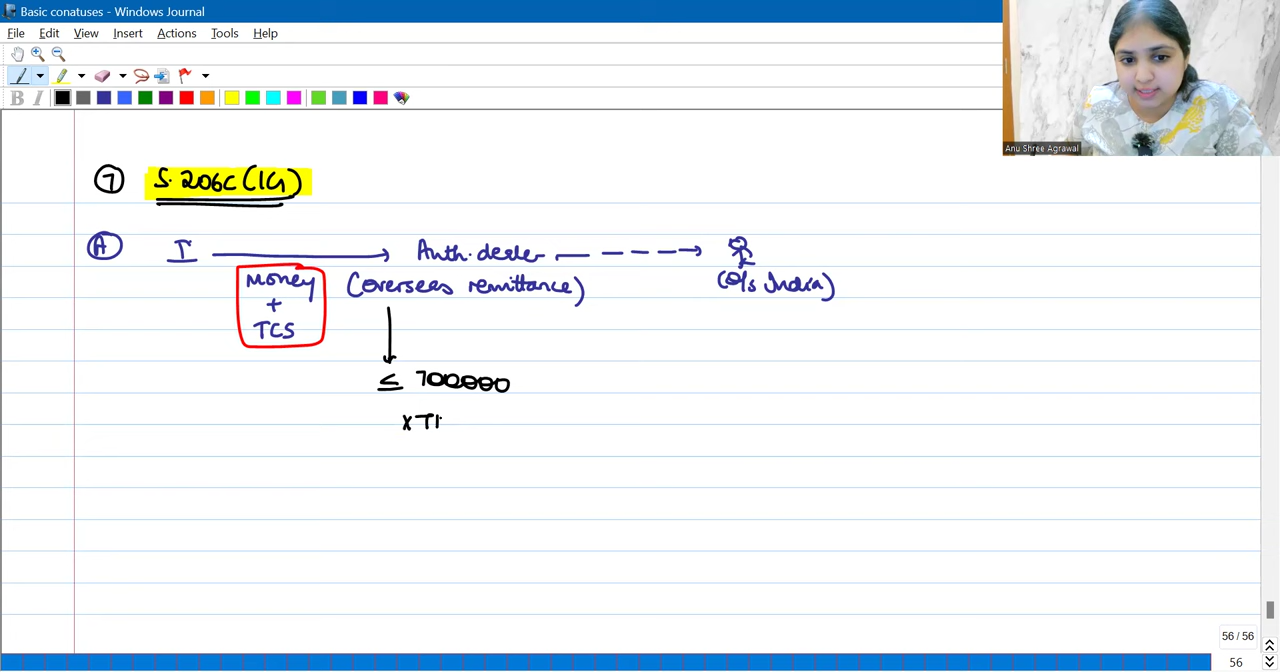 Basic conatuses - Windows Journal
File Edit View Insert Actions Tools Help
B I
Anu Shree Agrawal
7 S. 206C (1G)
A I Auth. dealer
Money (overseas remittance) (O/s India)
+
TCS
≤ 700000
x T
56 / 56
56